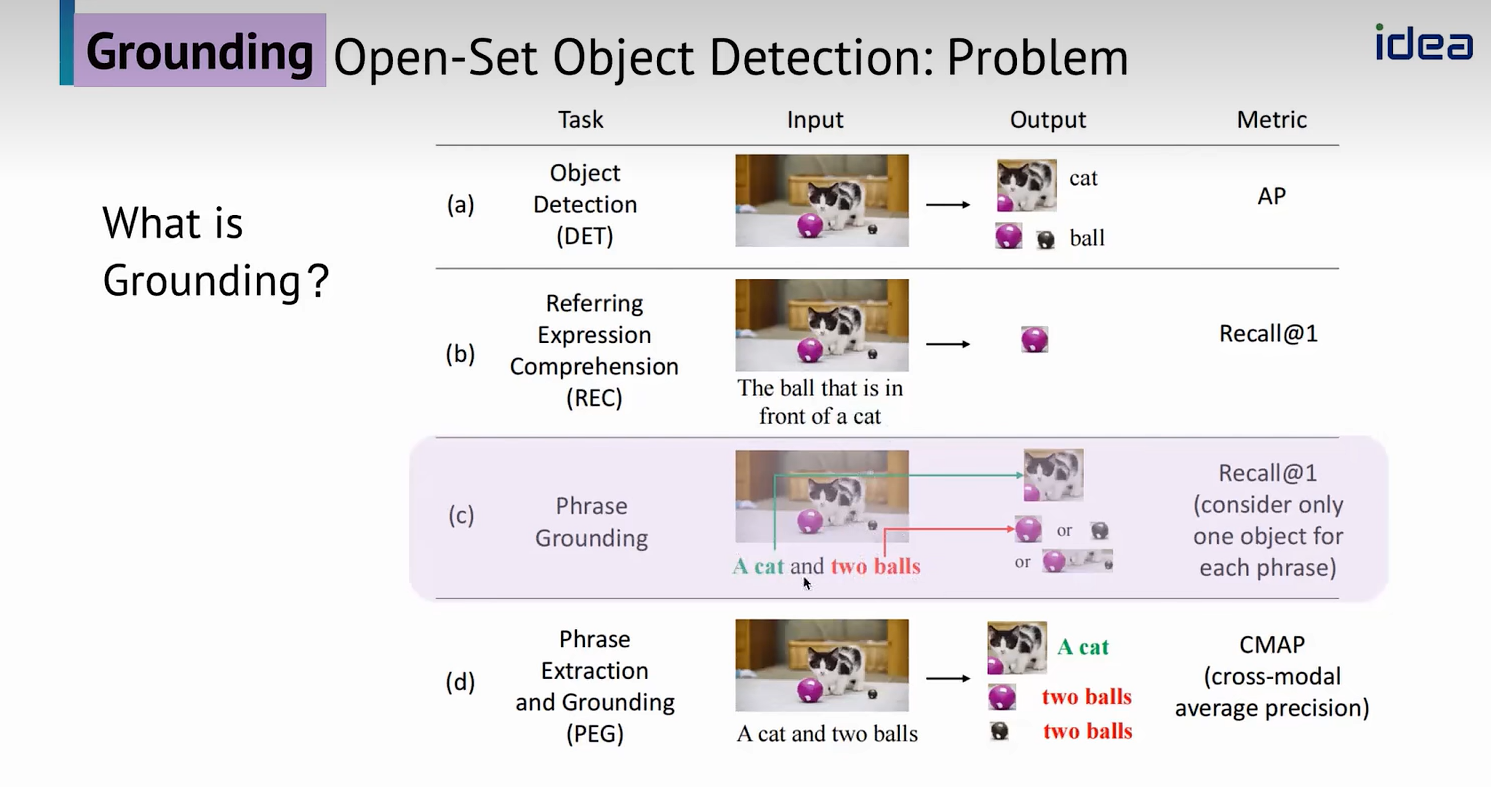 Grounding Open-Set Object Detection: Problem
idea
What is
Grounding?
Task
Input
Output
Metric
(a)
Object
Detection
(DET)
cat
ball
AP
(b)
Referring
Expression
Comprehension
(REC)
The ball that is in
front of a cat
Recall@1
(c)
Phrase
Grounding
A cat and two balls
or
or
Recall@1
(consider only
one object for
each phrase)
(d)
Phrase
Extraction
and Grounding
(PEG)
A cat and two balls
A cat
two balls
two balls
CMAP
(cross-modal
average precision)